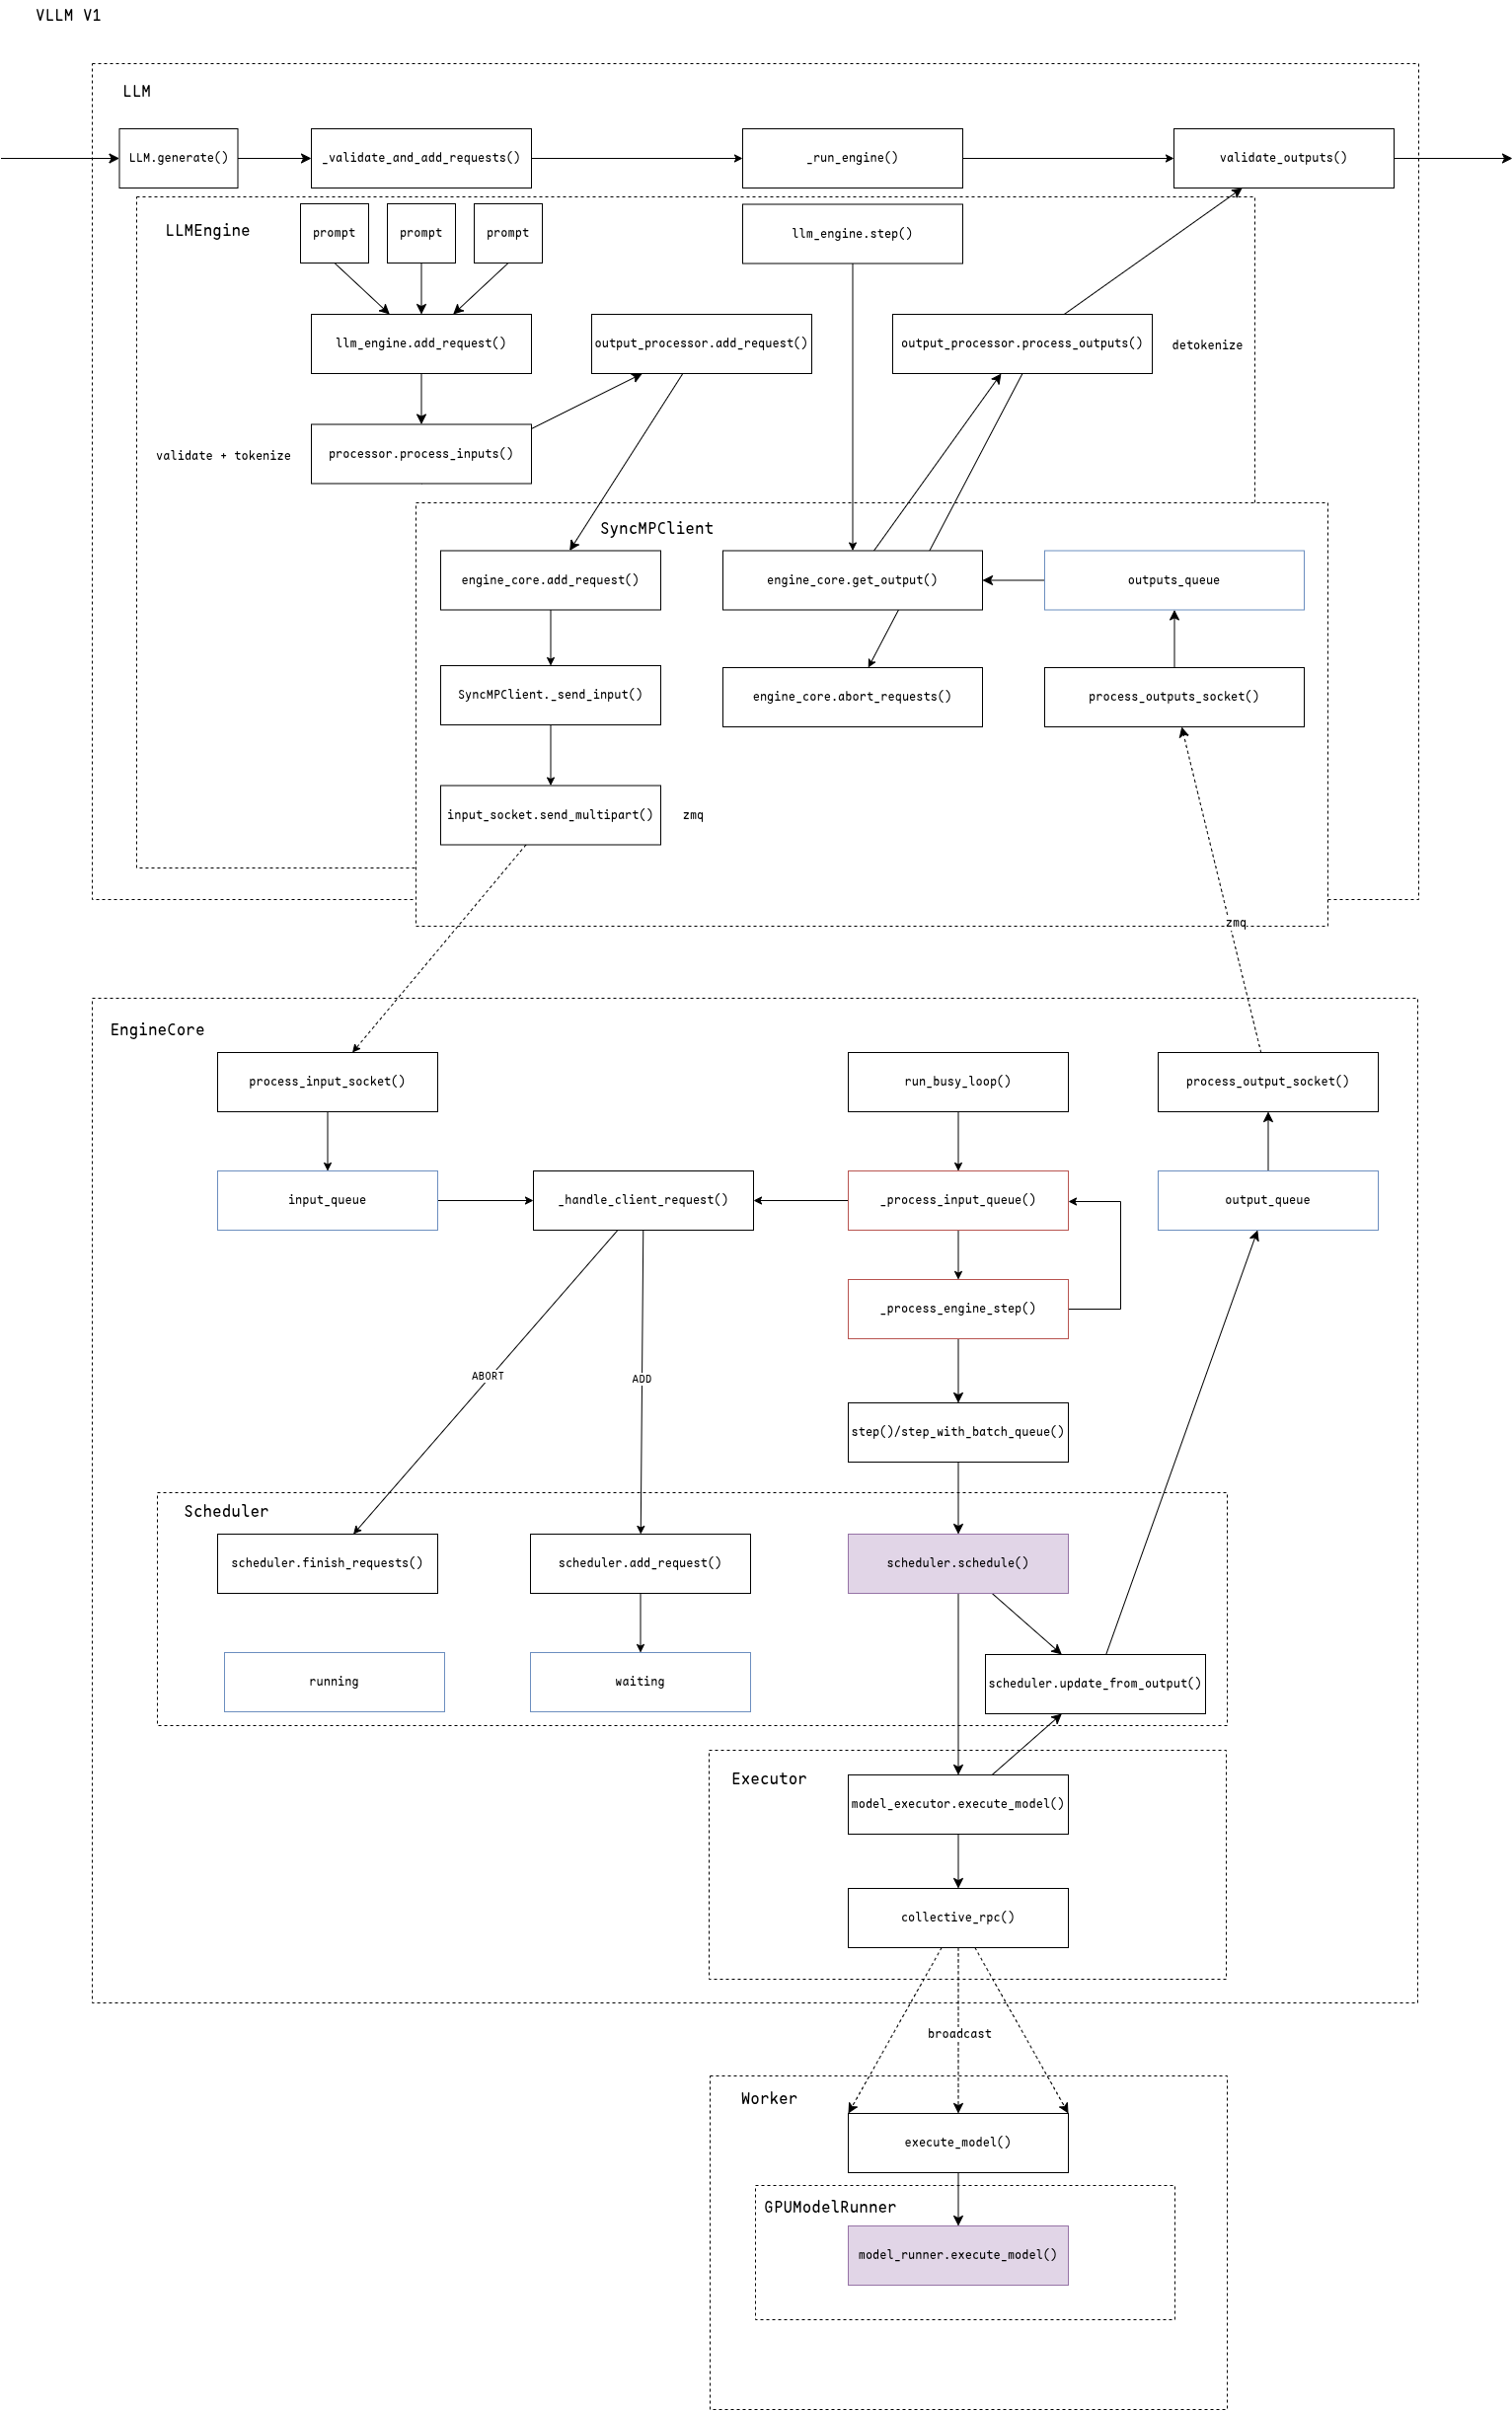 VLLM V1
LLM
LLM.generate()
_validate_and_add_requests()
_run_engine()
validate_outputs()
LLMEngine
prompt
prompt
prompt
llm_engine.step()
llm_engine.add_request()
output_processor.add_request()
output_processor.process_outputs()
detokenize
validate + tokenize
processor.process_inputs()
SyncMPClient
engine_core.add_request()
engine_core.get_output()
outputs_queue
SyncMPClient._send_input()
engine_core.abort_requests()
process_outputs_socket()
input_socket.send_multipart()
zmq
zmq
EngineCore
process_input_socket()
run_busy_loop()
process_output_socket()
input_queue
_handle_client_request()
_process_input_queue()
output_queue
_process_engine_step()
ABORT
ADD
step()/step_with_batch_queue()
Scheduler
scheduler.finish_requests()
scheduler.add_request()
scheduler.schedule()
running
waiting
scheduler.update_from_output()
Executor
model_executor.execute_model()
collective_rpc()
broadcast
Worker
execute_model()
GPUModelRunner
model_runner.execute_model()